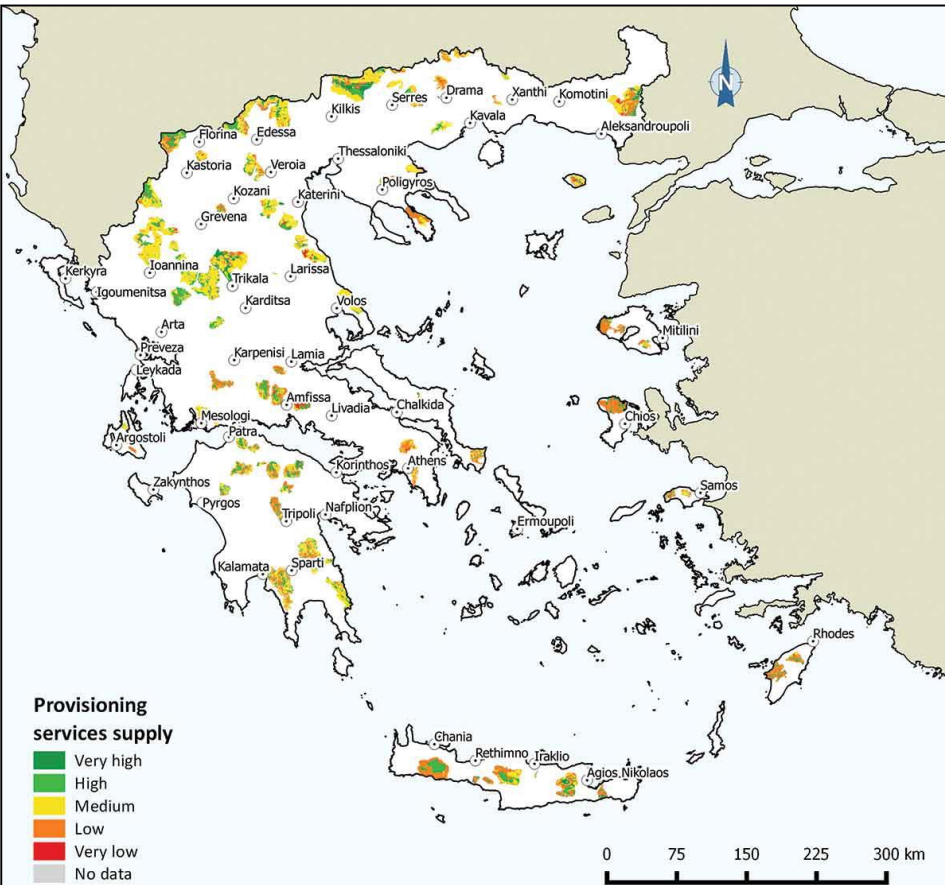 N
Drama
Xanthi
Komotini
Serres
Kilkis
Kavala
Aleksandroupoli
Florina
Edessa
Thessaloniki
Kastoria
Veroia
Poligyros
Kozani
Katerini
Grevena
Ioannina
Larissa
Kerkyra
Trikala
Igoumenitsa
Karditsa
Volos
Arta
Mitilini
Preveza
Karpenisi
Lamia
Leykada
Amfissa
Livadia
Chalkida
Mesologi
Chios
Patra
Argostoli
Korinthos
Athens
Zakynthos
Samos
Pyrgos
Nafplion
Tripoli
Ermoupoli
Kalamata
Sparti
Rhodes
Provisioning
services supply
Very high
High
Medium
Low
Very low
No data
Chania
Rethimno
Iraklio
Agios Nikolaos
0 75 150 225 300 km